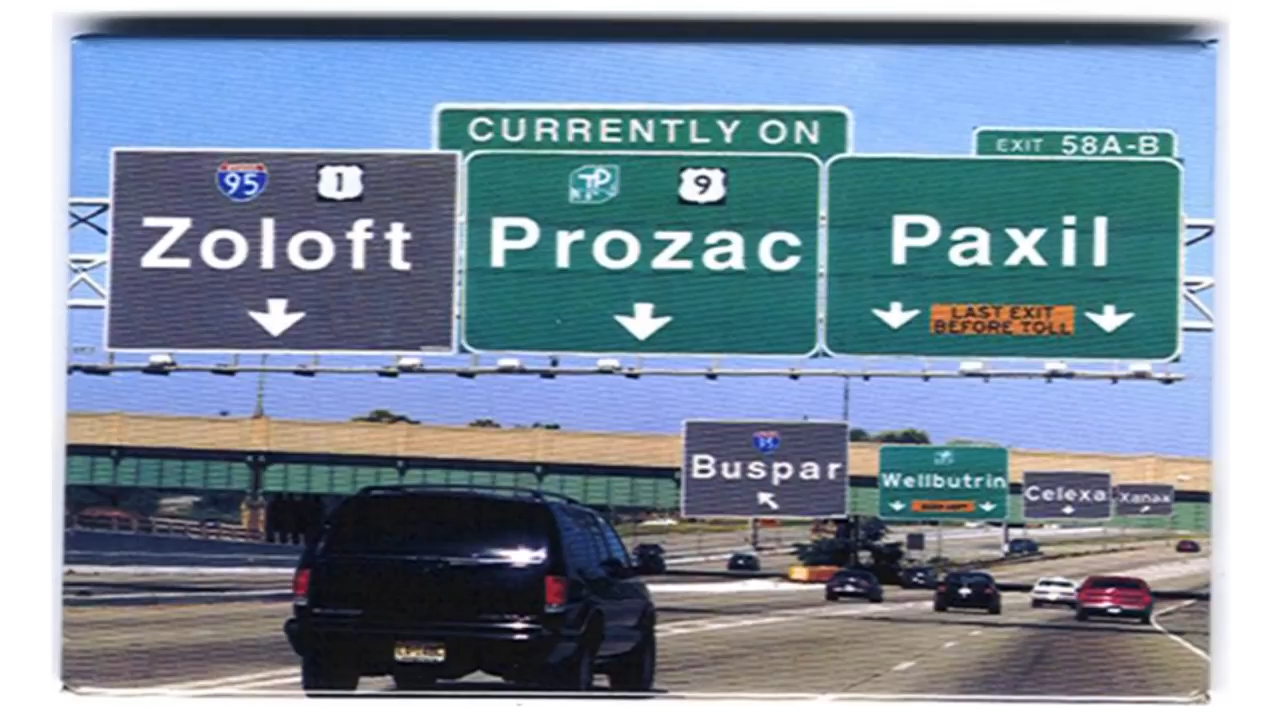 CURRENTLY ON
EXIT 58A-B
95 1
TP 9
Zoloft
Prozac
Paxil
LAST EXIT
BEFORE TOLL
Buspar
Wellbutrin
Celexa
Xanax